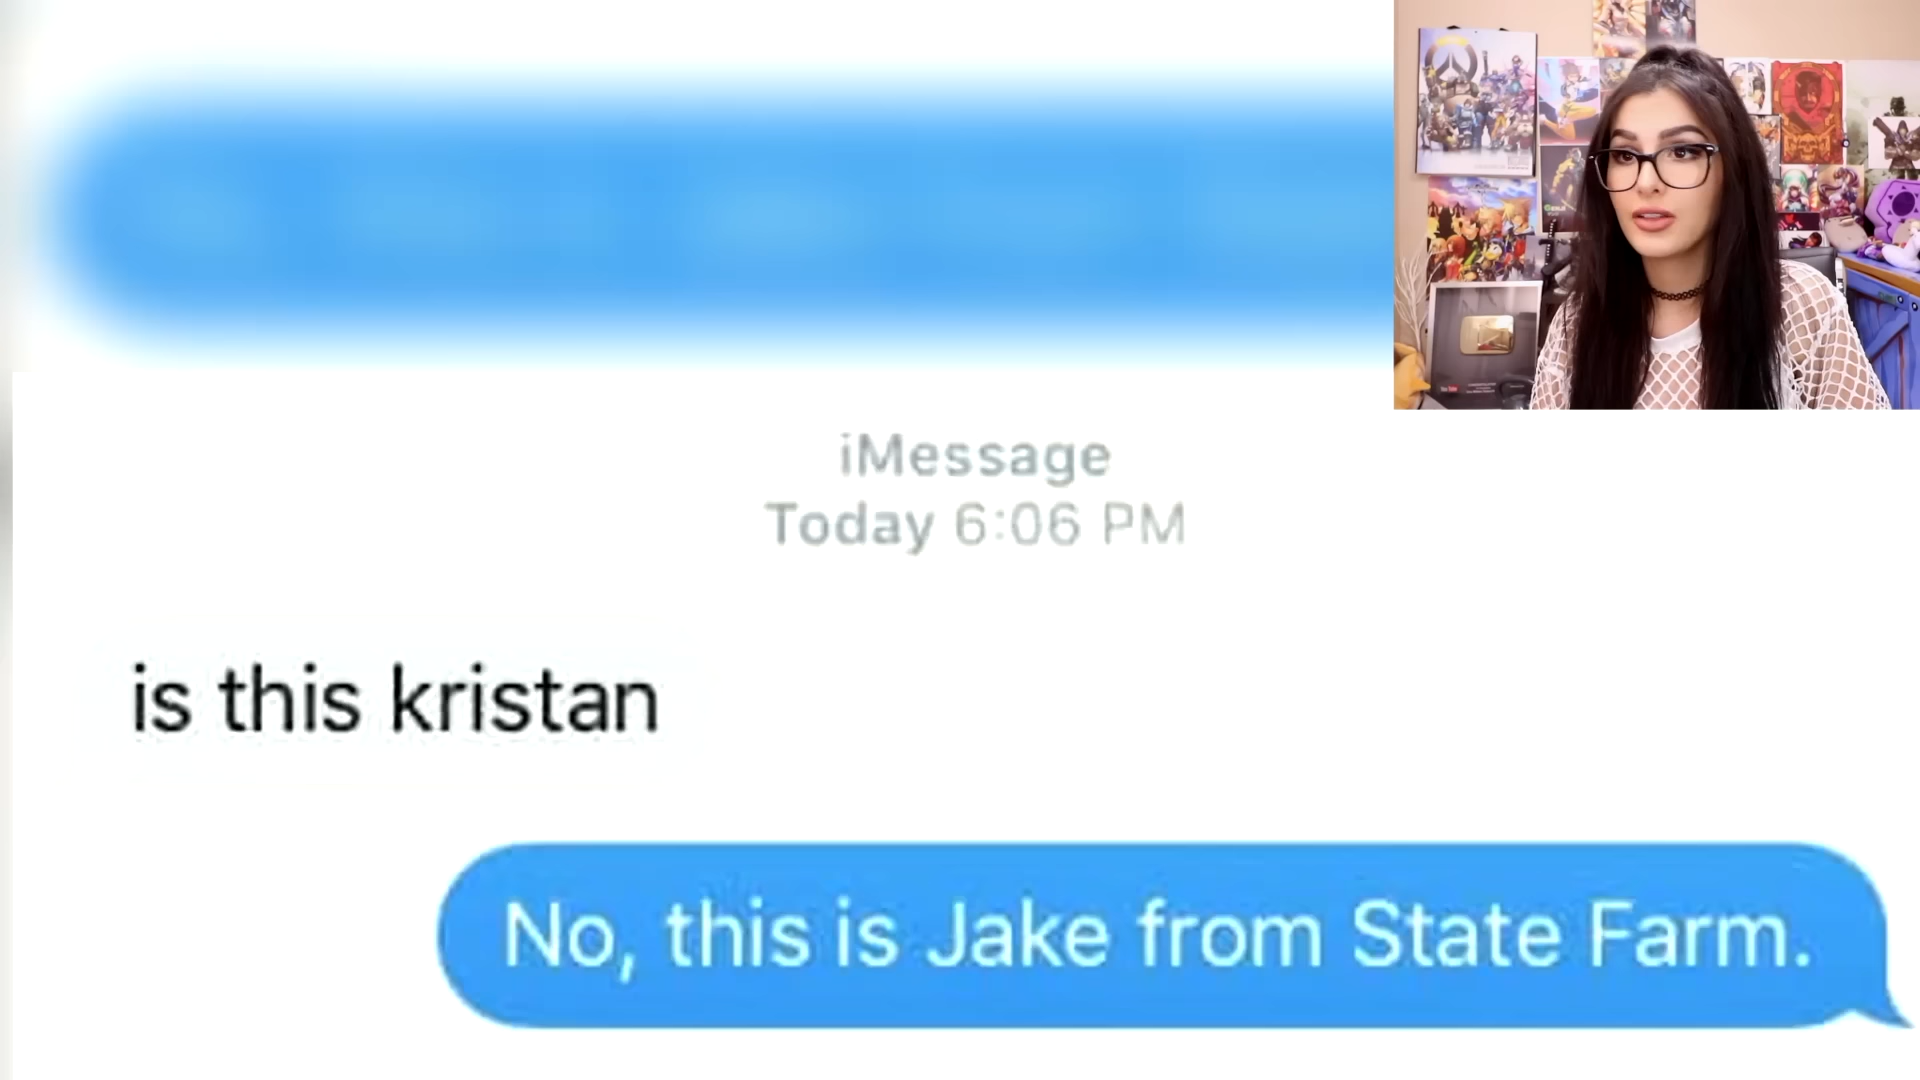 iMessage
Today 6:06 PM
is this kristan
No, this is Jake from State Farm.